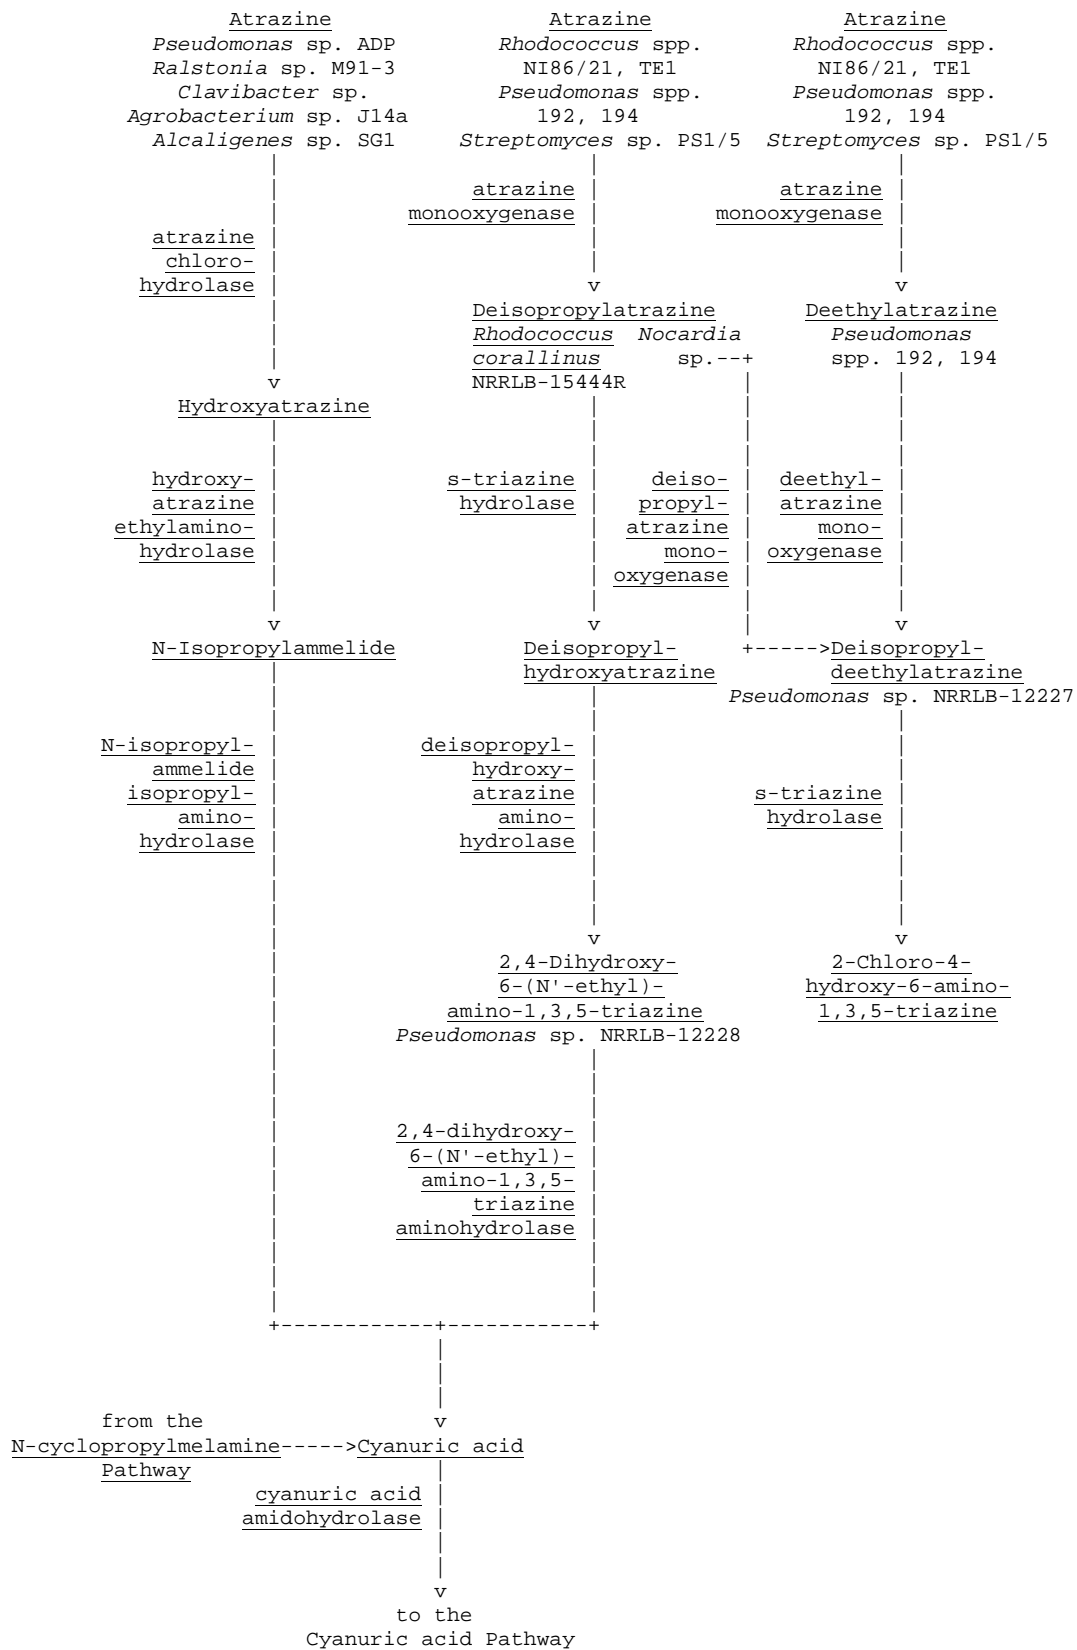 Atrazine Atrazine Atrazine
Pseudomonas sp. ADP Rhodococcus spp. Rhodococcus spp.
Ralstonia sp. M91-3 NI86/21, TE1 NI86/21, TE1
Clavibacter sp. Pseudomonas spp. Pseudomonas spp.
Agrobacterium sp. J14a 192, 194 192, 194
Alcaligenes sp. SG1 Streptomyces sp. PS1/5 Streptomyces sp. PS1/5
atrazine atrazine
monooxygenase monooxygenase
atrazine
chloro-
hydrolase
v v
Deisopropylatrazine Deethylatrazine
Rhodococcus Nocardia Pseudomonas
corallinus sp.--+ spp. 192, 194
v NRRLB-15444R
Hydroxyatrazine
hydroxy- s-triazine deiso- deethyl-
atrazine hydrolase propyl- atrazine
ethylamino- atrazine mono-
hydrolase mono- oxygenase
oxygenase
v v v
N-Isopropylammelide Deisopropyl- +----->Deisopropyl-
hydroxyatrazine deethylatrazine
Pseudomonas sp. NRRLB-12227
N-isopropyl- deisopropyl-
ammelide hydroxy-
isopropyl- atrazine s-triazine
amino- amino- hydrolase
hydrolase hydrolase
v v
2,4-Dihydroxy- 2-Chloro-4-
6-(N'-ethyl)- hydroxy-6-amino-
amino-1,3,5-triazine 1,3,5-triazine
Pseudomonas sp. NRRLB-12228
2,4-dihydroxy-
6-(N'-ethyl)-
amino-1,3,5-
triazine
aminohydrolase
+------------+-----------+
from the v
N-cyclopropylmelamine----->Cyanuric acid
Pathway
cyanuric acid
amidohydrolase
v
to the
Cyanuric acid Pathway